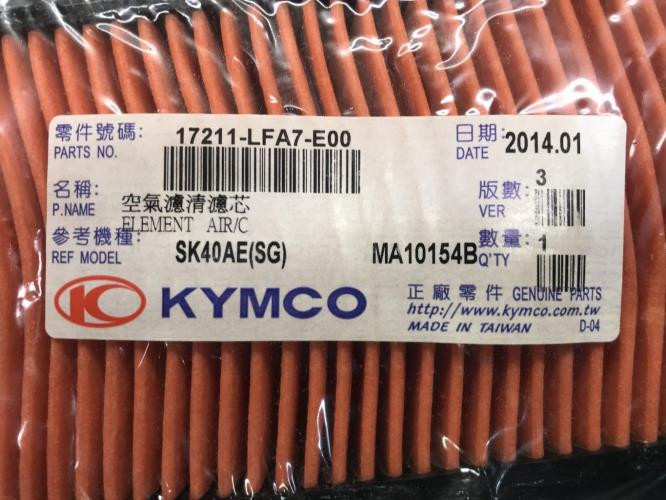 零件號碼: 17211-LFA7-E00
PARTS NO.
日期: 2014.01
DATE
名稱: 空氣濾清濾芯
P.NAME ELEMENT AIR/C
版數: 3
VER
參考機種: SK40AE(SG) MA10154B
REF MODEL
數量: 1
Q'TY
KYMCO
正廠零件 GENUINE PARTS
http://www.kymco.com.tw
MADE IN TAIWAN D-04